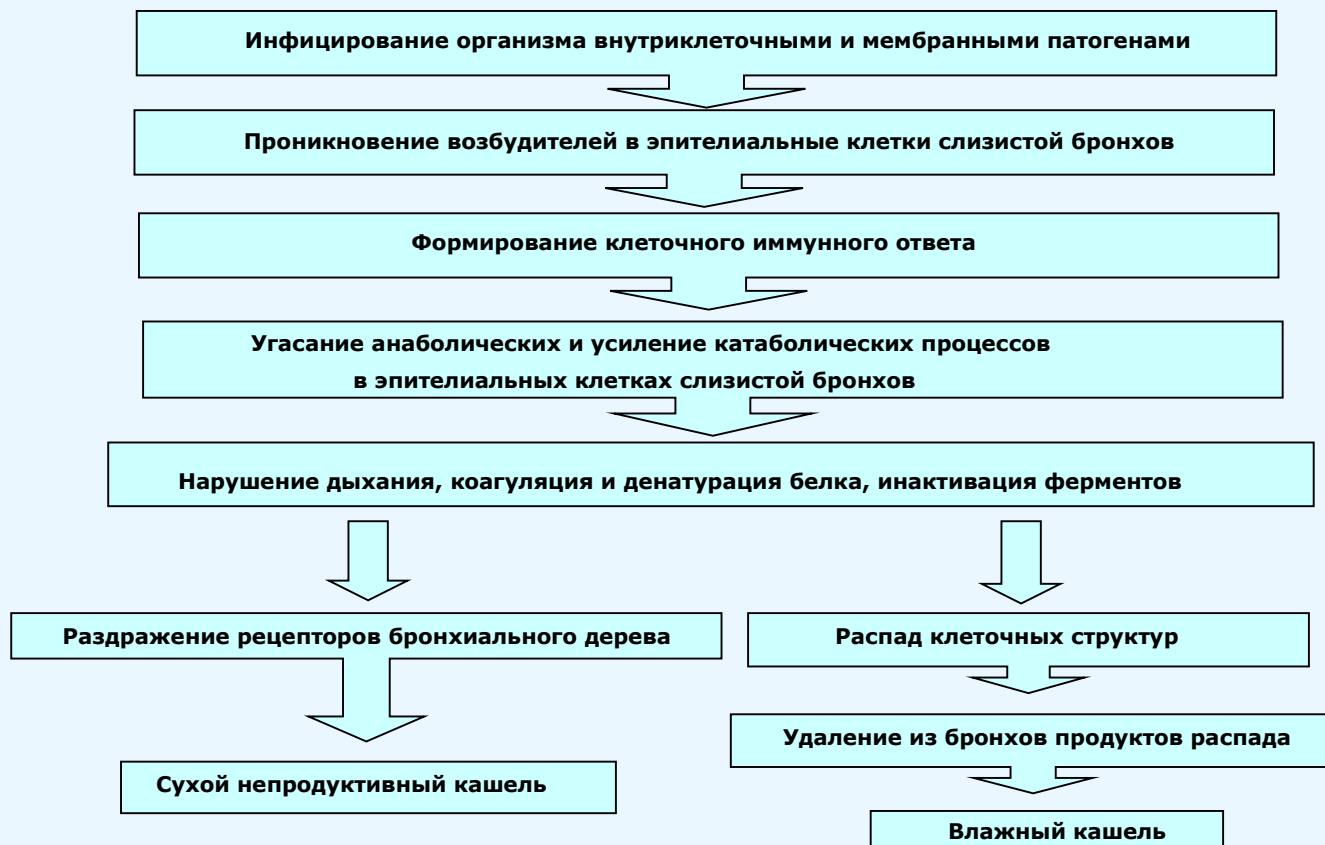 Инфицирование организма внутриклеточными и мембранными патогенами
Проникновение возбудителей в эпителиальные клетки слизистой бронхов
Формирование клеточного иммунного ответа
Угасание анаболических и усиление катаболических процессов
в эпителиальных клетках слизистой бронхов
Нарушение дыхания, коагуляция и денатурация белка, инактивация ферментов
Раздражение рецепторов бронхиального дерева
Распад клеточных структур
Удаление из бронхов продуктов распада
Сухой непродуктивный кашель
Влажный кашель